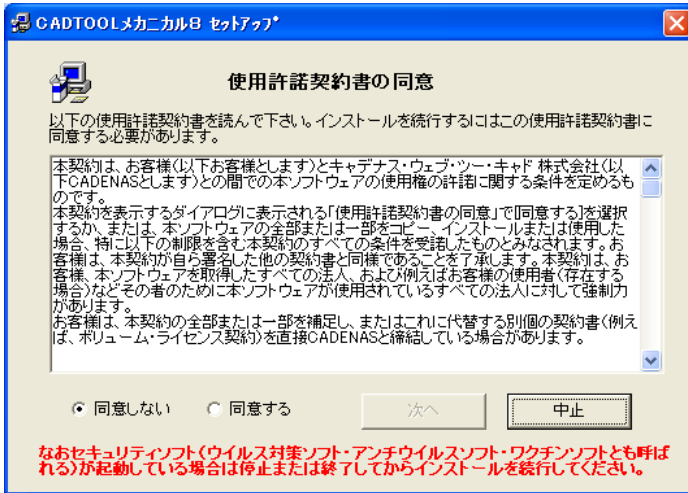 CADTOOLメカニカル8 セットアップ
使用許諾契約書の同意
以下の使用許諾契約書を読んで下さい。インストールを続行するにはこの使用許諾契約書に
同意する必要があります。
本契約は、お客様(以下お客様とします)とキャデナス・ウェブ・ツー・キャド 株式会社(以
下CADENASとします)との間での本ソフトウェアの使用権の許諾に関する条件を定めるも
のです。
本契約を表示するダイアログに表示される「使用許諾契約書の同意」で[同意する]を選択
するか、または、本ソフトウェアの全部または一部をコピー、インストールまたは使用した
場合、特に以下の制限を含む本契約のすべての条件を受諾したものとみなされます。お
客様は、本契約が自ら署名した他の契約書と同様であることを了承します。本契約は、お
客様、本ソフトウェアを取得したすべての法人、および例えばお客様の使用者(存在する
場合)などその者のために本ソフトウェアが使用されているすべての法人に対して強制力
があります。
お客様は、本契約の全部または一部を補足し、またはこれに代替する別個の契約書(例え
ば、ボリューム・ライセンス契約)を直接CADENASと締結している場合があります。
同意しない 同意する 次へ 中止
なおセキュリティソフト(ウイルス対策ソフト・アンチウイルスソフト・ワクチンソフトとも呼ば
れる)が起動している場合は停止または終了してからインストールを続行してください。